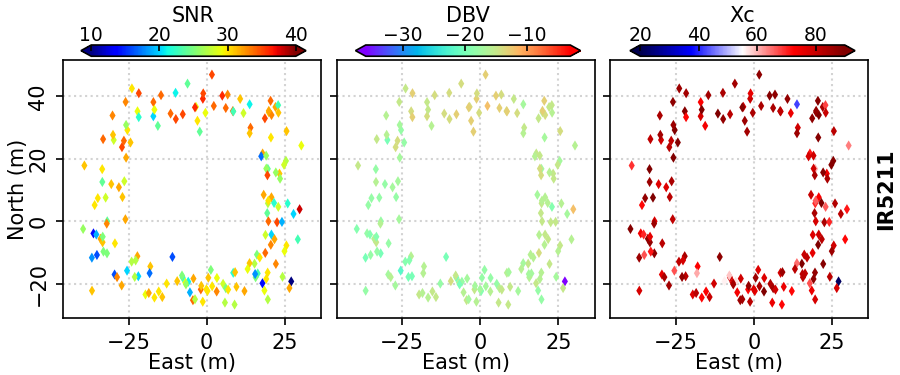 SNR DBV Xc
10 20 30 40 −30 −20 −10 20 40 60 80
40
20
0
−20
North (m)
IR5211
−25 0 25 −25 0 25 −25 0 25
East (m) East (m) East (m)